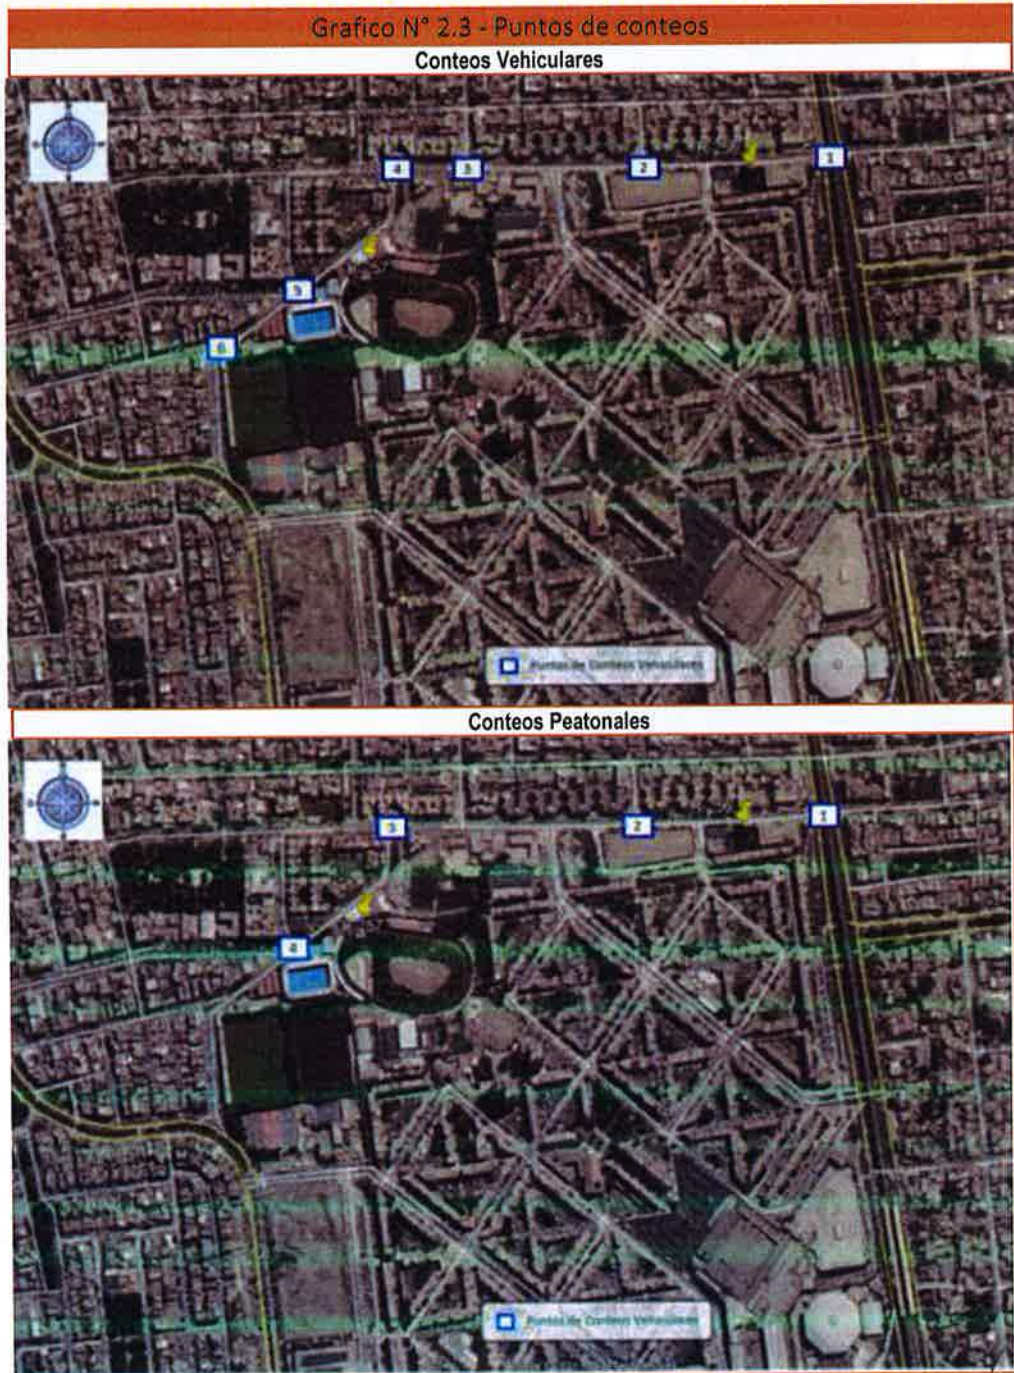 Grafico N° 2.3 - Puntos de conteos
Conteos Vehiculares
4
3
2
1
5
6
Puntos de Conteos Vehiculares
Conteos Peatonales
3
2
1
4
Puntos de Conteos Vehiculares